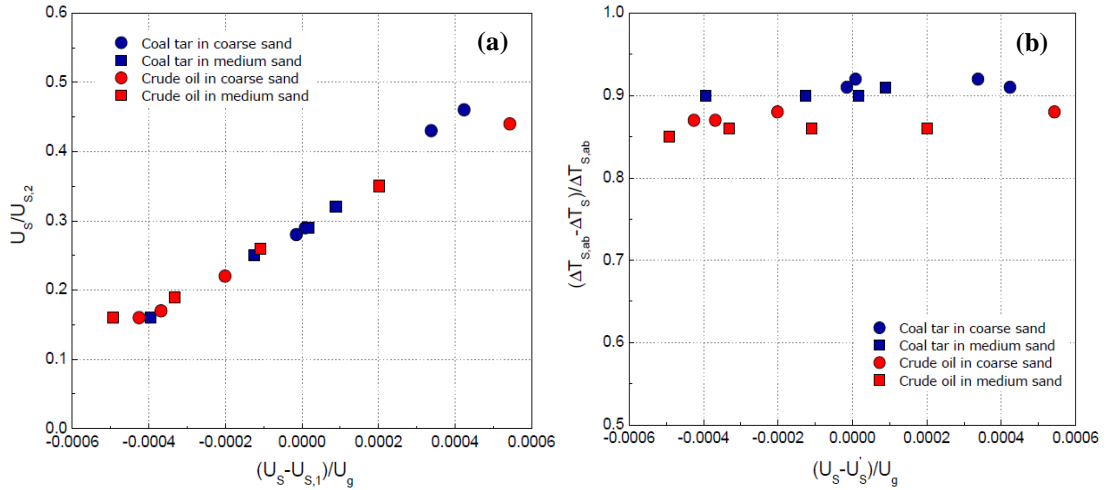 (a)
Coal tar in coarse sand
Coal tar in medium sand
Crude oil in coarse sand
Crude oil in medium sand
0.6
0.5
0.4
0.3
0.2
0.1
0.0
U_S/U_S,2
-0.0006 -0.0004 -0.0002 0.0000 0.0002 0.0004 0.0006
(U_S-U_S,1)/U_g
(b)
1.0
0.9
0.8
0.7
0.6
0.5
(ΔT_S,ab-ΔT_S)/ΔT_S,ab
Coal tar in coarse sand
Coal tar in medium sand
Crude oil in coarse sand
Crude oil in medium sand
-0.0006 -0.0004 -0.0002 0.0000 0.0002 0.0004 0.0006
(U_S-U_S')/U_g